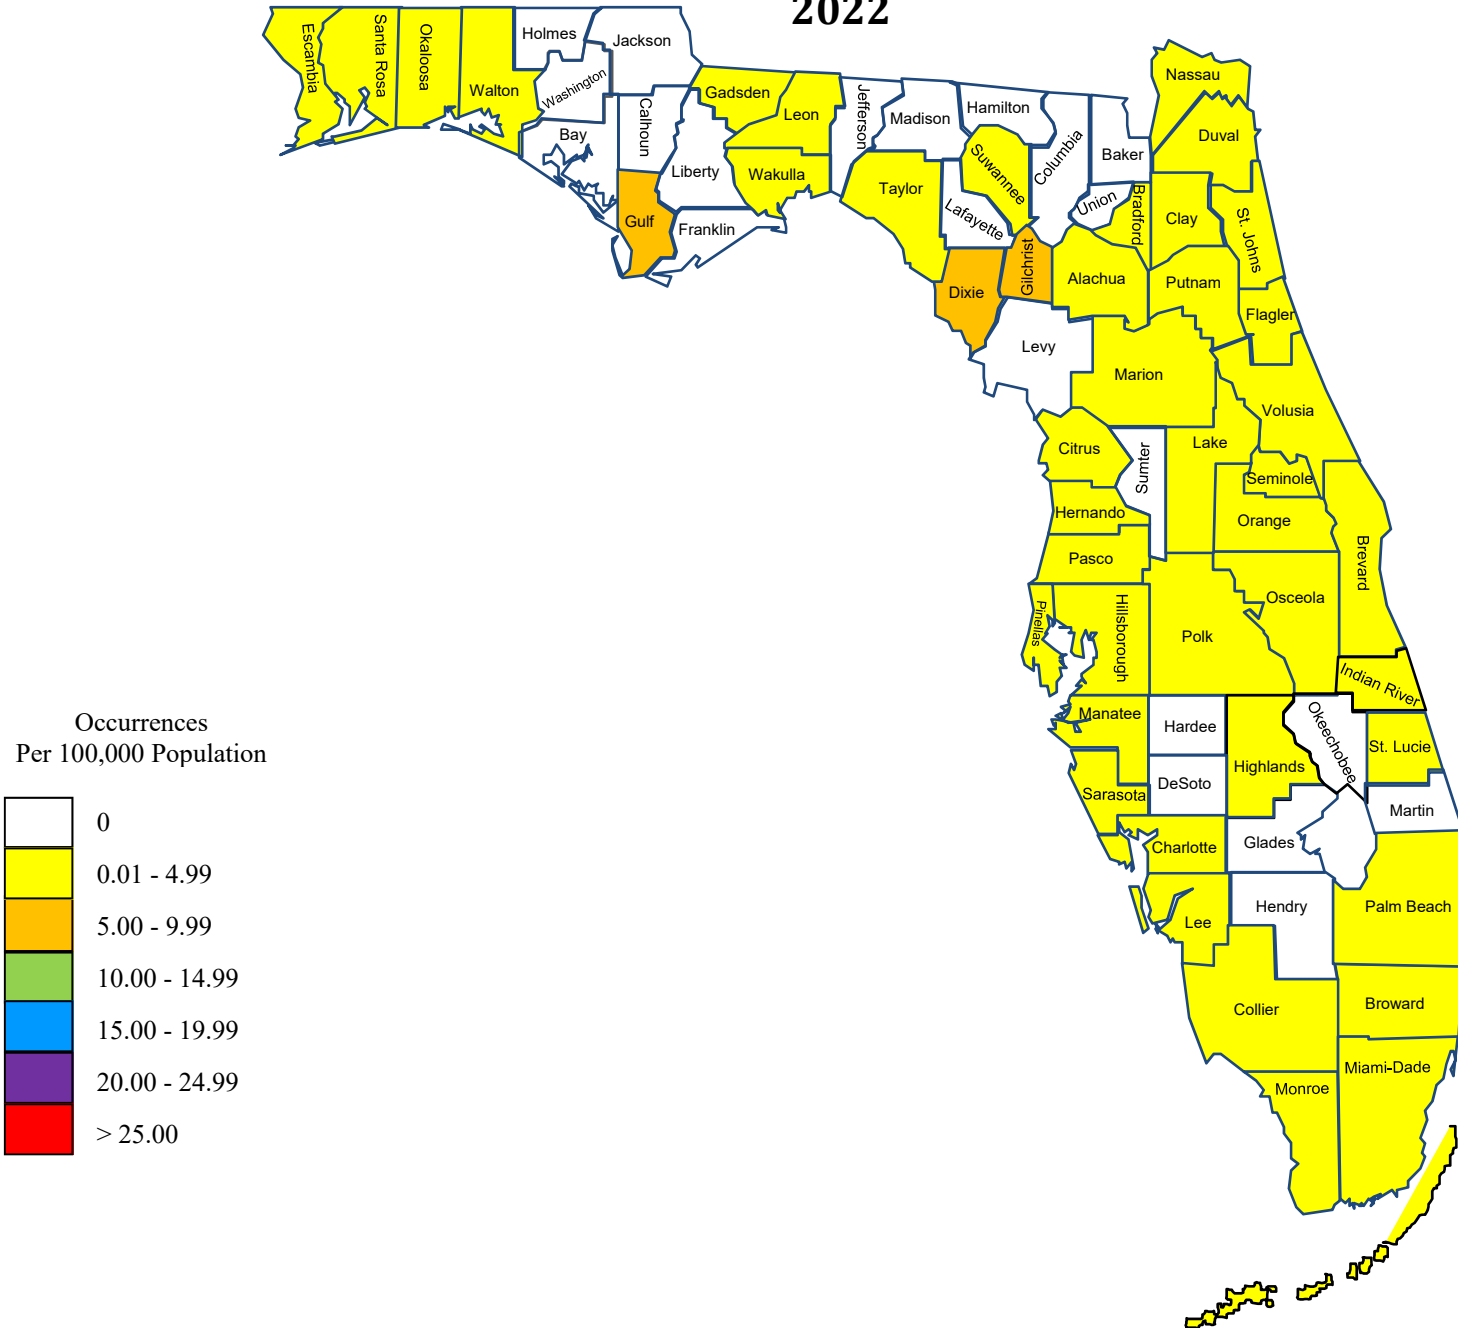 2022
Holmes
Jackson
Escambia
Santa Rosa
Okaloosa
Walton
Washington
Gadsden
Leon
Jefferson
Madison
Hamilton
Nassau
Bay
Calhoun
Liberty
Wakulla
Taylor
Suwannee
Columbia
Baker
Duval
Gulf
Franklin
Lafayette
Union
Bradford
Clay
St. Johns
Dixie
Gilchrist
Alachua
Putnam
Flagler
Levy
Marion
Volusia
Citrus
Sumter
Lake
Seminole
Hernando
Orange
Pasco
Brevard
Pinellas
Hillsborough
Polk
Osceola
Indian River
Manatee
Hardee
Okeechobee
St. Lucie
Highlands
Sarasota
DeSoto
Martin
Charlotte
Glades
Lee
Hendry
Palm Beach
Collier
Broward
Miami-Dade
Monroe
Occurrences
Per 100,000 Population
0
0.01 - 4.99
5.00 - 9.99
10.00 - 14.99
15.00 - 19.99
20.00 - 24.99
> 25.00